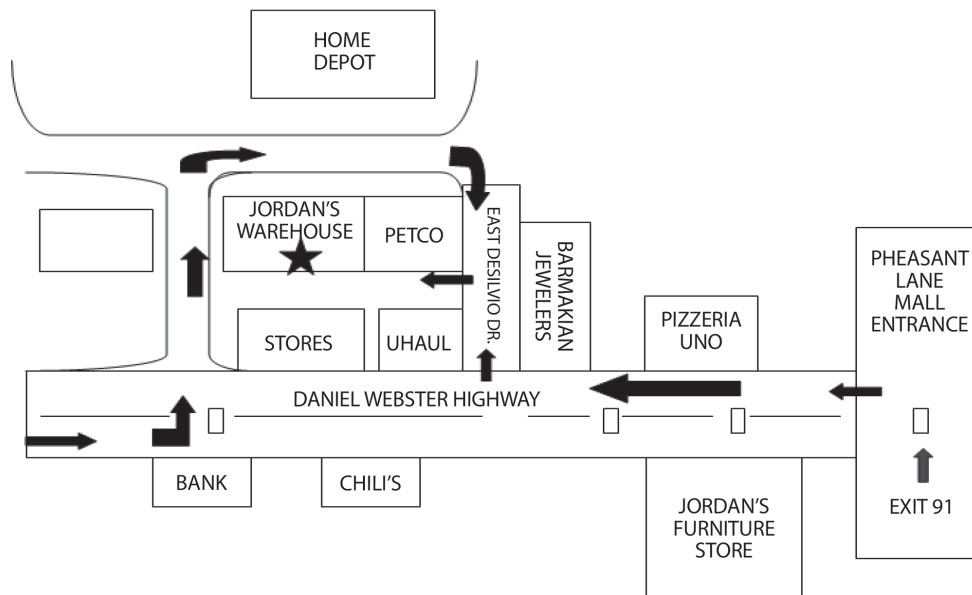 HOME
DEPOT
JORDAN'S
WAREHOUSE
PETCO
EAST DESILVIO DR.
BARMAKIAN
JEWELERS
PHEASANT
LANE
MALL
ENTRANCE
STORES
UHAUL
PIZZERIA
UNO
DANIEL WEBSTER HIGHWAY
BANK
CHILI'S
JORDAN'S
FURNITURE
STORE
EXIT 91